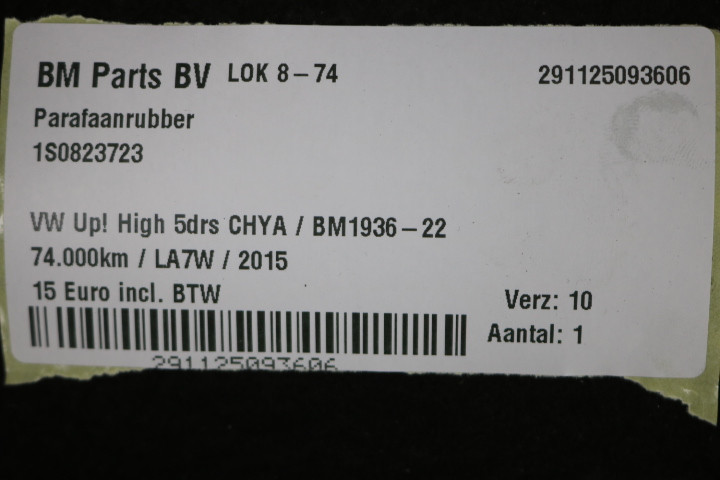 BM Parts BV LOK 8-74 291125093606
Parafaanrubber
1S0823723
VW Up! High 5drs CHYA / BM1936-22
74.000km / LA7W / 2015
15 Euro incl. BTW
Verz: 10
Aantal: 1
291125093606